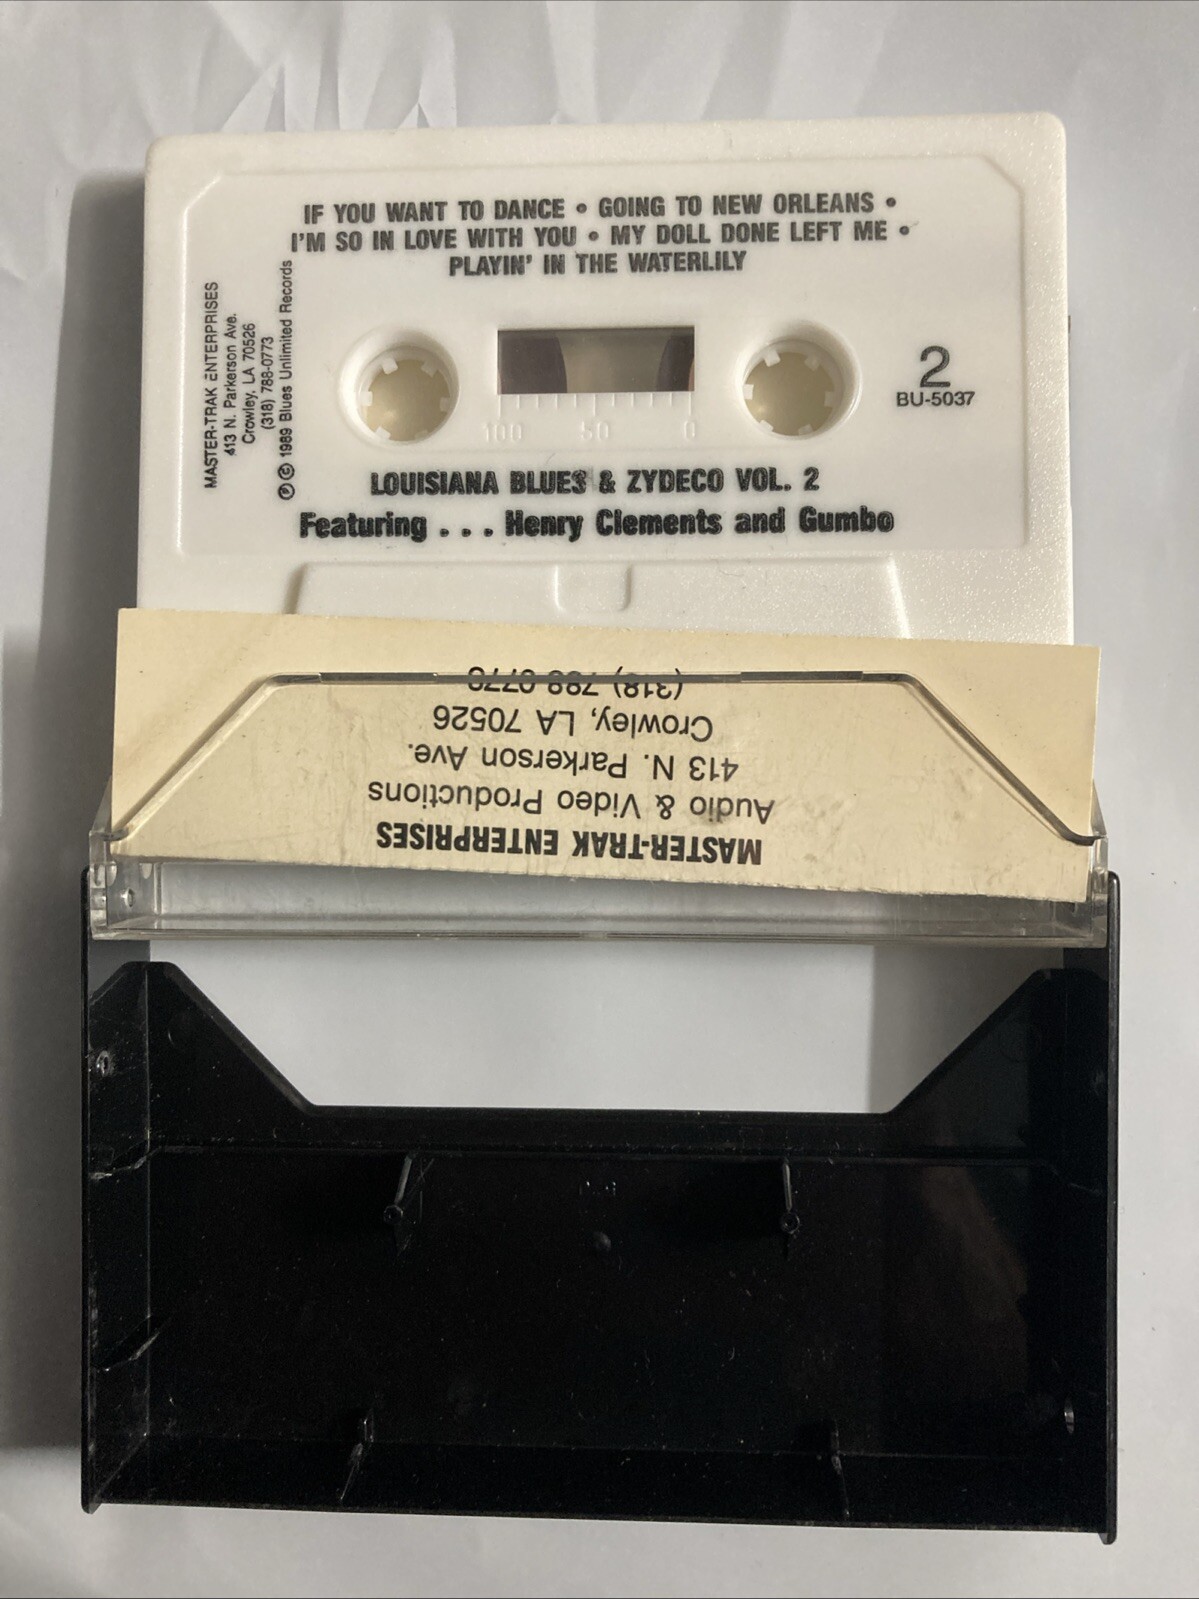 IF YOU WANT TO DANCE • GOING TO NEW ORLEANS •
I'M SO IN LOVE WITH YOU • MY DOLL DONE LEFT ME •
PLAYIN' IN THE WATERLILY
MASTER-TRAK ENTERPRISES
413 N. Parkerson Ave.
Crowley, LA 70526
(318) 788-0773
℗ © 1989 Blues Unlimited Records
2
BU-5037
100 50 0
LOUISIANA BLUES & ZYDECO VOL. 2
Featuring . . . Henry Clements and Gumbo
MASTER-TRAK ENTERPRISES
Audio & Video Productions
413 N. Parkerson Ave.
Crowley, LA 70526
(318) 788-0773